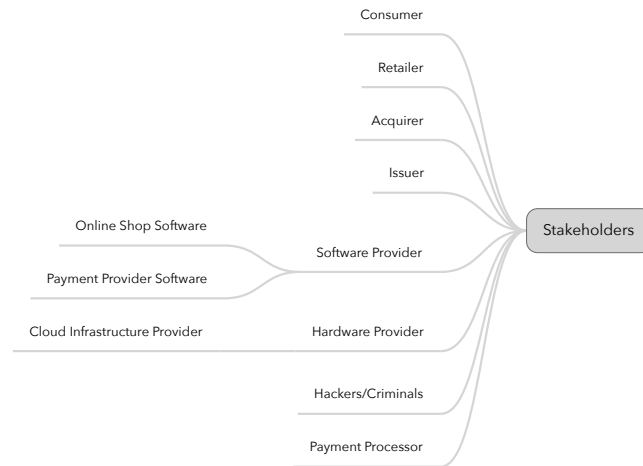 Consumer
Retailer
Acquirer
Issuer
Stakeholders
Online Shop Software
Software Provider
Payment Provider Software
Cloud Infrastructure Provider
Hardware Provider
Hackers/Criminals
Payment Processor